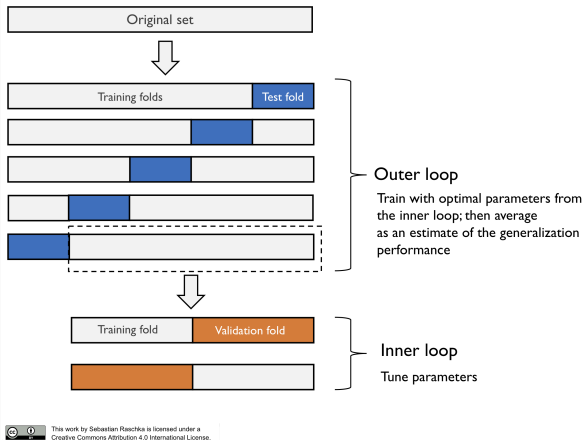 Original set
Training folds
Test fold
Outer loop
Train with optimal parameters from
the inner loop; then average
as an estimate of the generalization
performance
Training fold
Validation fold
Inner loop
Tune parameters
cc
BY
This work by Sebastian Raschka is licensed under a
Creative Commons Attribution 4.0 International License.